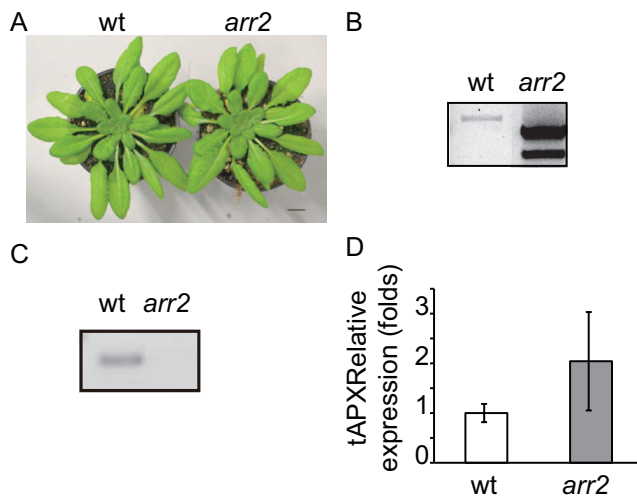 A
wt arr2
B
wt arr2
C
wt arr2
D
tAPXRelative
expression (folds)
3
2
1
0
wt arr2